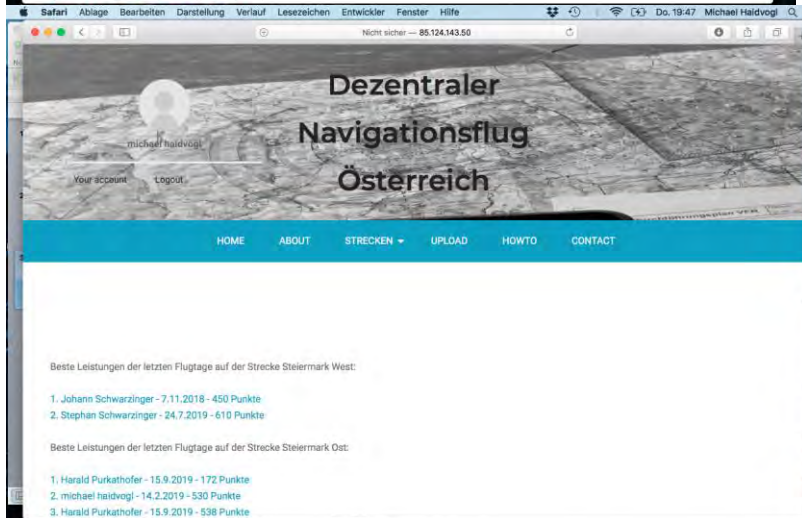 Safari Ablage Bearbeiten Darstellung Verlauf Lesezeichen Entwickler Fenster Hilfe Do. 19:47 Michael Haidvogl
Nicht sicher — 85.124.143.50
Dezentraler
Navigationsflug
Österreich
michael haidvogl
Your account Logout
HOME ABOUT STRECKEN UPLOAD HOWTO CONTACT
Beste Leistungen der letzten Flugtage auf der Strecke Steiermark West:
1. Johann Schwarzinger - 7.11.2018 - 450 Punkte
2. Stephan Schwarzinger - 24.7.2019 - 610 Punkte
Beste Leistungen der letzten Flugtage auf der Strecke Steiermark Ost:
1. Harald Purkathofer - 15.9.2019 - 172 Punkte
2. michael haidvogl - 14.2.2019 - 530 Punkte
3. Harald Purkathofer - 15.9.2019 - 538 Punkte